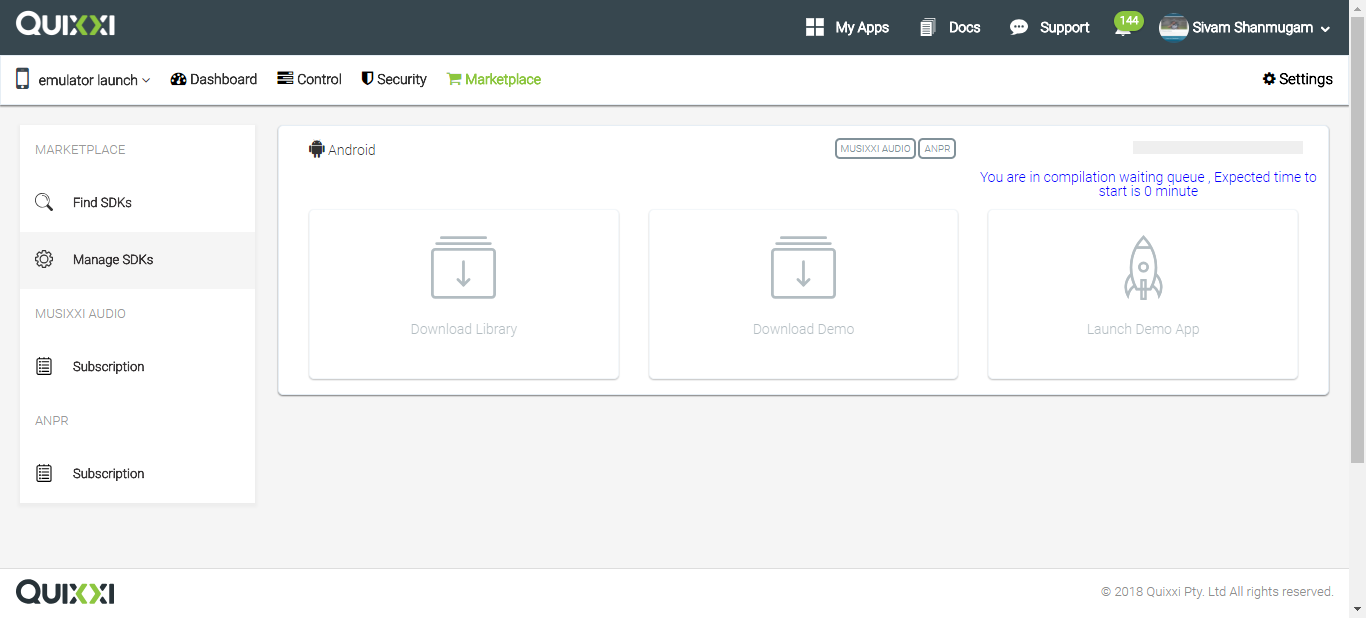 QUIXXI
My Apps
Docs
Support
144
Sivam Shanmugam
emulator launch
Dashboard
Control
Security
Marketplace
Settings
MARKETPLACE
Find SDKs
Manage SDKs
MUSIXXI AUDIO
Subscription
ANPR
Subscription
Android
MUSIXXI AUDIO
ANPR
You are in compilation waiting queue , Expected time to
start is 0 minute
Download Library
Download Demo
Launch Demo App
QUIXXI
© 2018 Quixxi Pty. Ltd All rights reserved.